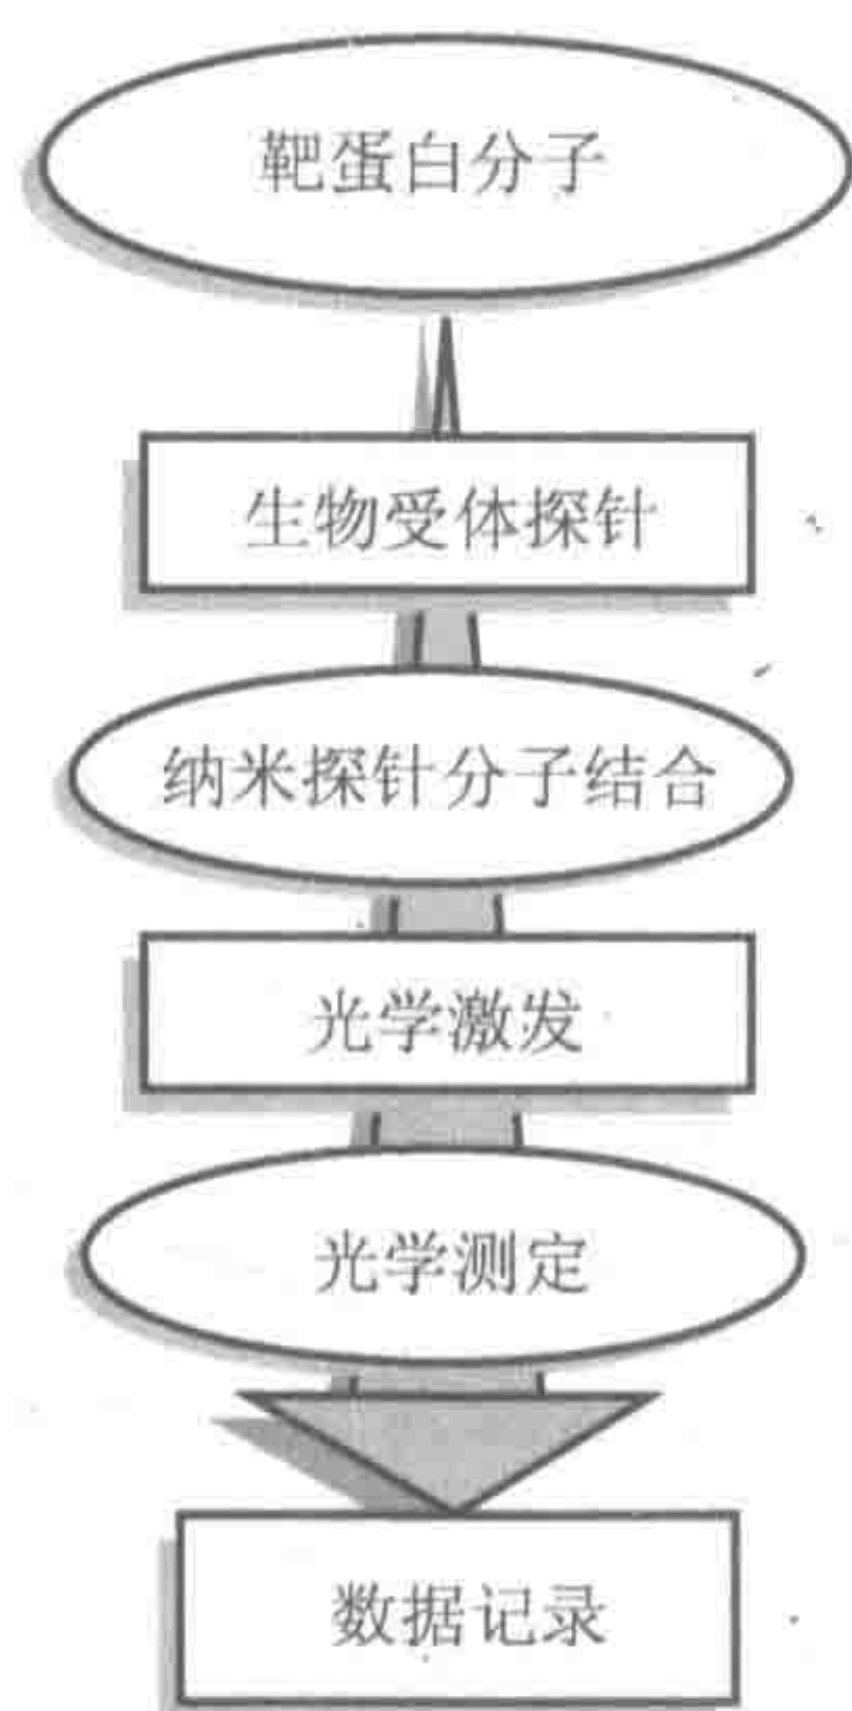 靶蛋白分子
生物受体探针
纳米探针分子结合
光学激发
光学测定
数据记录